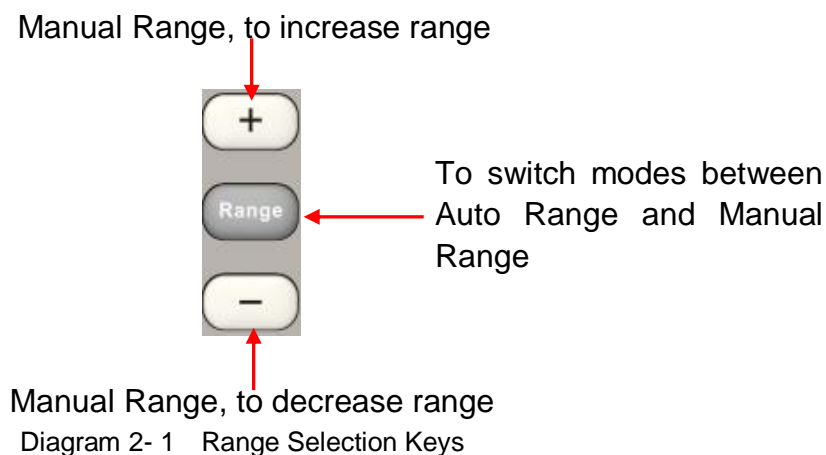 Manual Range, to increase range
+
Range
To switch modes between
Auto Range and Manual
Range
−
Manual Range, to decrease range
Diagram 2- 1 Range Selection Keys